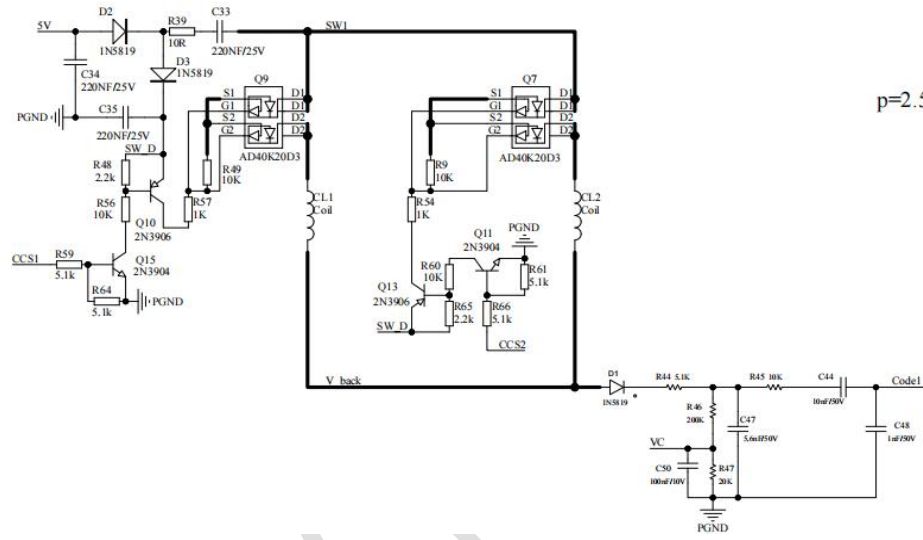 5V
D2
1N5819
R39
10R
C33
220NF/25V
SW1
C34
220NF/25V
D3
1N5819
PGND
C35
220NF/25V
SW_D
Q9
S1
G1
S2
G2
D1
D1
D2
D2
AD40K20D3
Q7
S1
G1
S2
G2
D1
D1
D2
D2
AD40K20D3
p=2.5
R48
2.2k
R56
10K
Q10
2N3906
R57
1K
R49
10K
CL1
Coil
R9
10K
R54
1K
CL2
Coil
CCS1
R59
5.1k
Q15
2N3904
R64
5.1k
PGND
Q11
2N3904
PGND
R60
10K
R61
5.1k
Q13
2N3906
R65
2.2k
R66
5.1k
SW_D
CCS2
V_back
D1
1N5819
R44 5.1K
R45 10K
C44
10nF/50V
Code1
R46
200K
C47
5.6nF/50V
C48
1nF/50V
VC
C50
100nF/10V
R47
20K
PGND